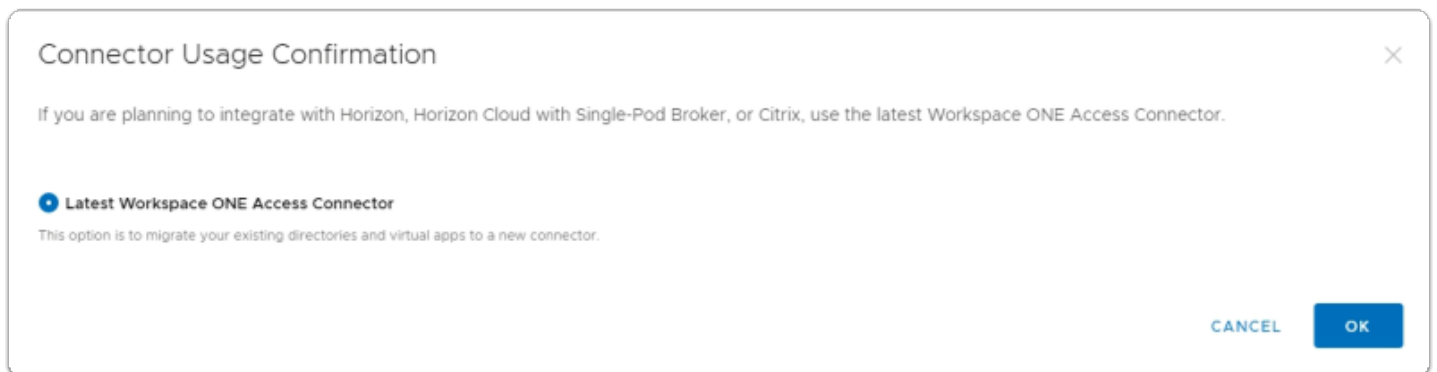 Connector Usage Confirmation
If you are planning to integrate with Horizon, Horizon Cloud with Single-Pod Broker, or Citrix, use the latest Workspace ONE Access Connector.
Latest Workspace ONE Access Connector
This option is to migrate your existing directories and virtual apps to a new connector.
CANCEL OK